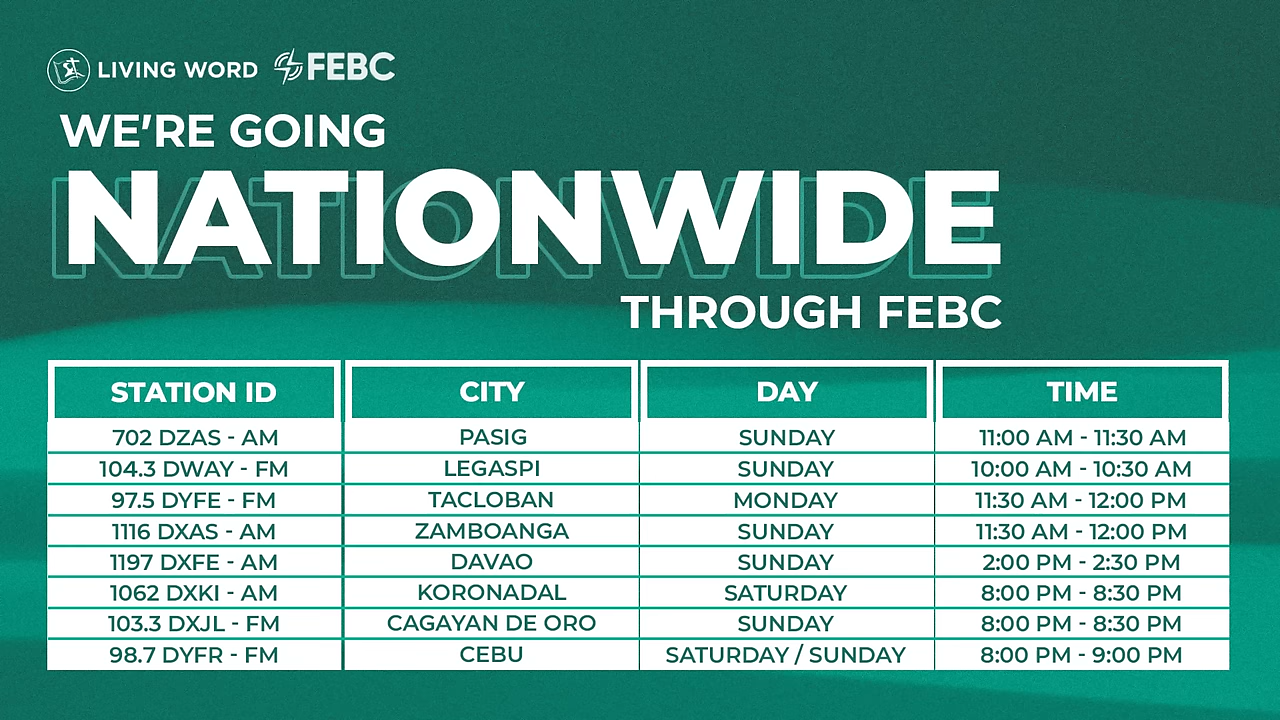 LIVING WORD FEBC
WE'RE GOING
NATIONWIDE
THROUGH FEBC
STATION ID CITY DAY TIME
702 DZAS - AM PASIG SUNDAY 11:00 AM - 11:30 AM
104.3 DWAY - FM LEGASPI SUNDAY 10:00 AM - 10:30 AM
97.5 DYFE - FM TACLOBAN MONDAY 11:30 AM - 12:00 PM
1116 DXAS - AM ZAMBOANGA SUNDAY 11:30 AM - 12:00 PM
1197 DXFE - AM DAVAO SUNDAY 2:00 PM - 2:30 PM
1062 DXKI - AM KORONADAL SATURDAY 8:00 PM - 8:30 PM
103.3 DXJL - FM CAGAYAN DE ORO SUNDAY 8:00 PM - 8:30 PM
98.7 DYFR - FM CEBU SATURDAY / SUNDAY 8:00 PM - 9:00 PM